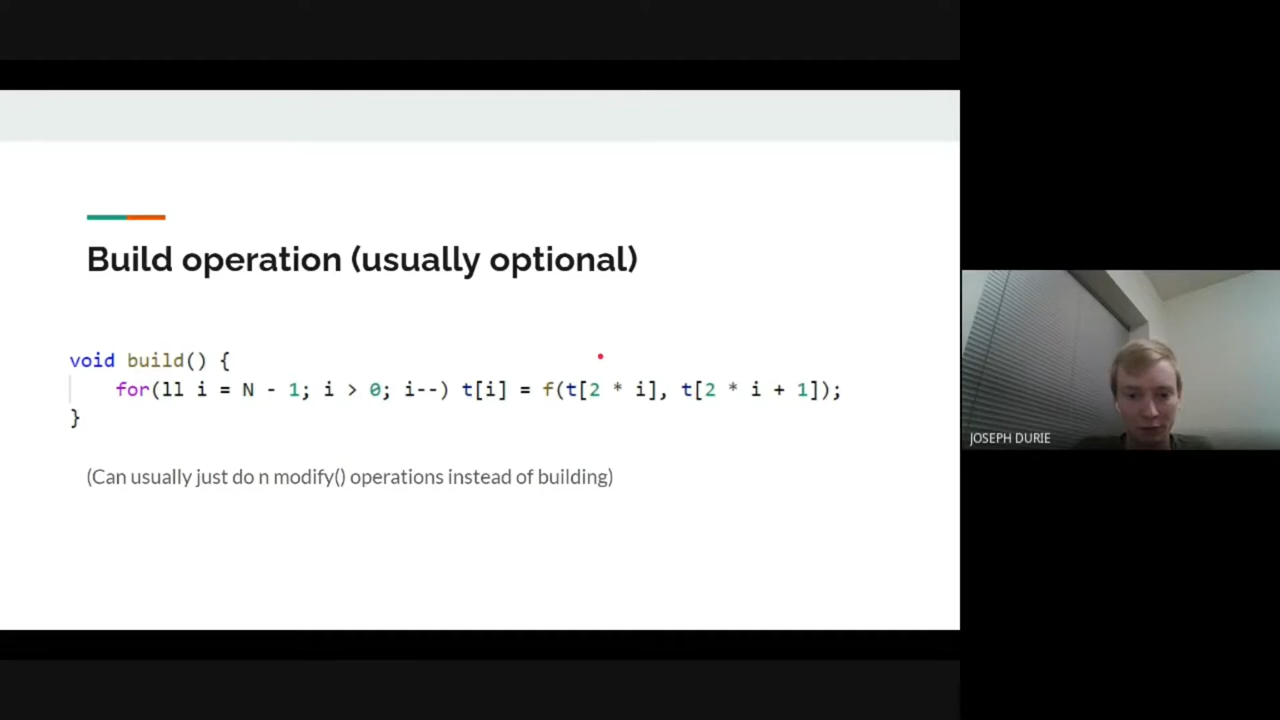 Build operation (usually optional)
void build() {
for(ll i = N - 1; i > 0; i--) t[i] = f(t[2 * i], t[2 * i + 1]);
}
(Can usually just do n modify() operations instead of building)
JOSEPH DURIE